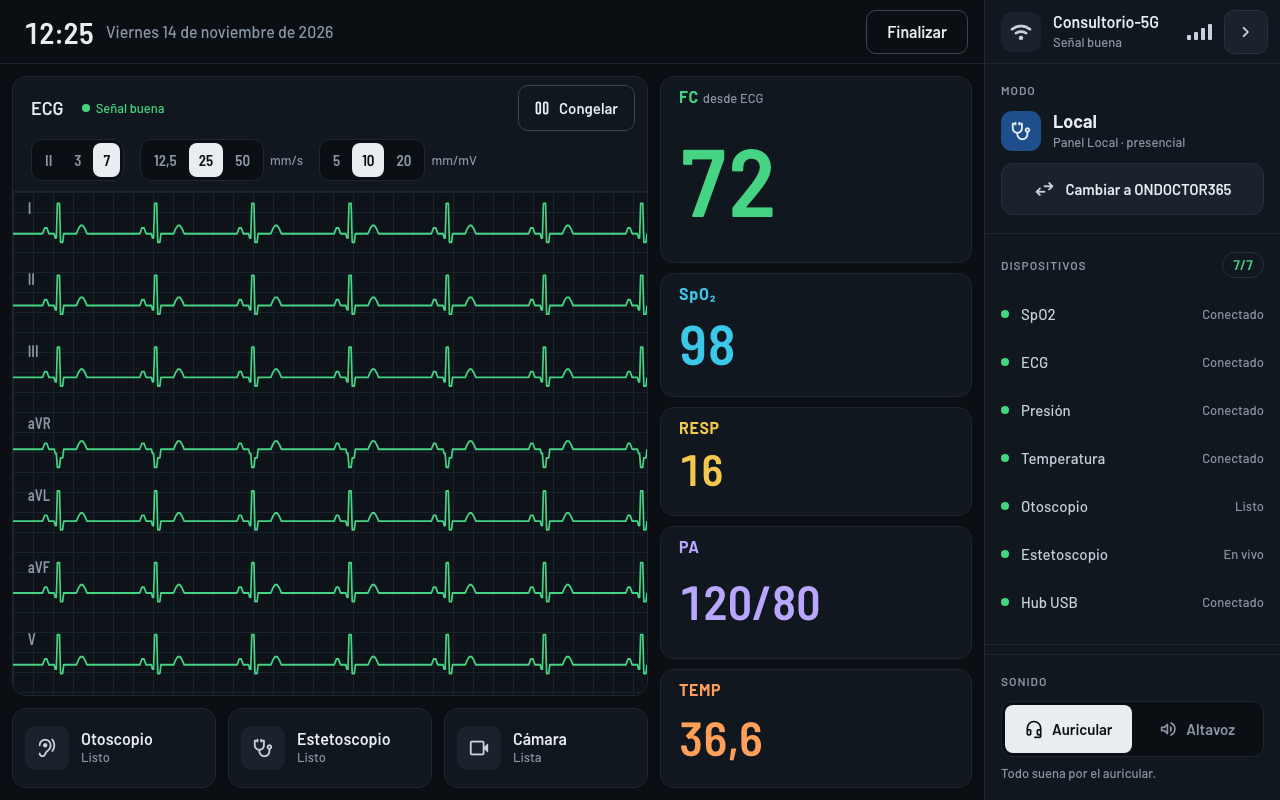 12:25 Viernes 14 de noviembre de 2026
Finalizar
ECG Señal buena
Congelar
II 3 7
12,5 25 50 mm/s
5 10 20 mm/mV
I
II
III
aVR
aVL
aVF
V
Otoscopio
Listo
Estetoscopio
Listo
Cámara
Lista
FC desde ECG
72
SpO₂
98
RESP
16
PA
120/80
TEMP
36,6
Consultorio-5G
Señal buena
MODO
Local
Panel Local · presencial
Cambiar a ONDOCTOR365
DISPOSITIVOS 7/7
SpO2 Conectado
ECG Conectado
Presión Conectado
Temperatura Conectado
Otoscopio Listo
Estetoscopio En vivo
Hub USB Conectado
SONIDO
Auricular Altavoz
Todo suena por el auricular.